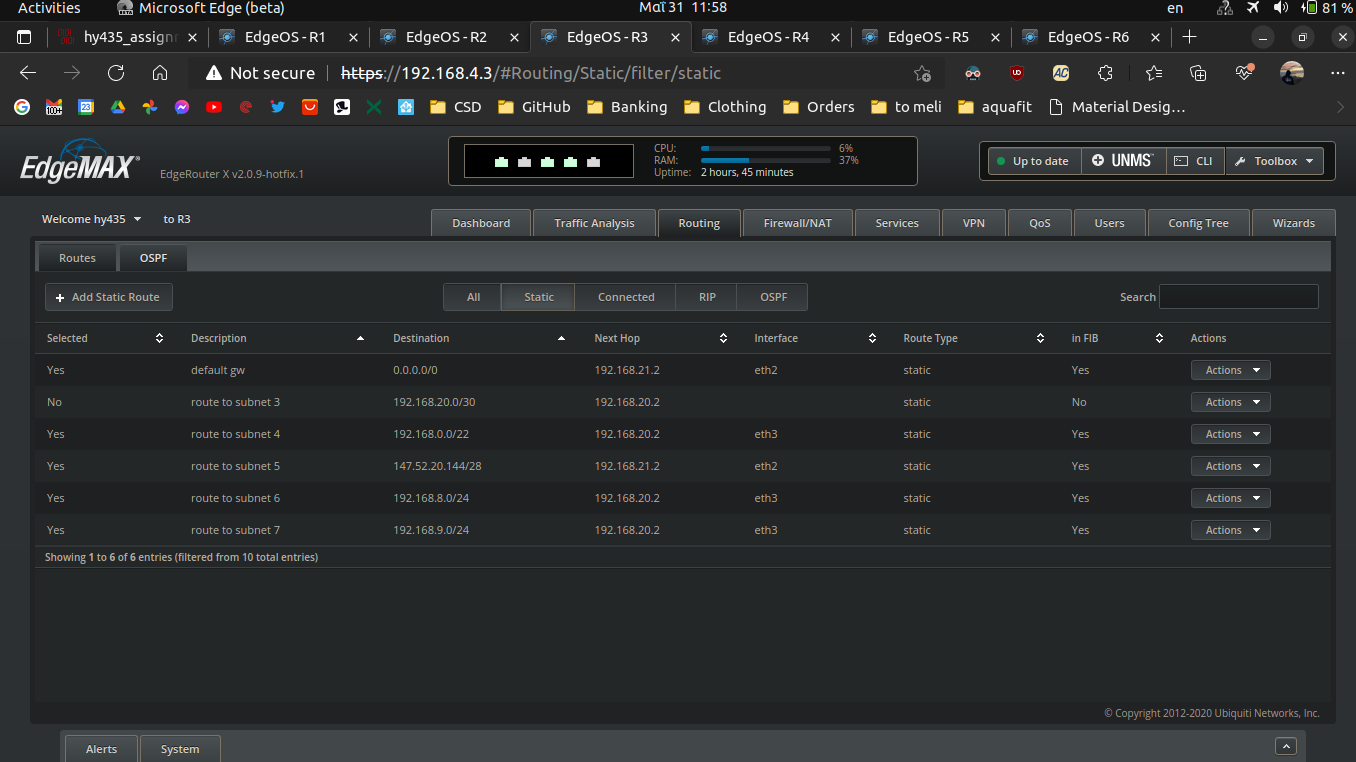 Activities Microsoft Edge (beta) Μαΐ 31 11:58 en 81 %
hy435_assignm EdgeOS - R1 EdgeOS - R2 EdgeOS - R3 EdgeOS - R4 EdgeOS - R5 EdgeOS - R6
Not secure https://192.168.4.3/#Routing/Static/filter/static
CSD GitHub Banking Clothing Orders to meli aquafit Material Desig...
EdgeMAX EdgeRouter X v2.0.9-hotfix.1
CPU: 6%
RAM: 37%
Uptime: 2 hours, 45 minutes
Up to date UNMS CLI Toolbox
Welcome hy435 to R3
Dashboard Traffic Analysis Routing Firewall/NAT Services VPN QoS Users Config Tree Wizards
Routes OSPF
+ Add Static Route All Static Connected RIP OSPF Search
Selected Description Destination Next Hop Interface Route Type in FIB Actions
Yes default gw 0.0.0.0/0 192.168.21.2 eth2 static Yes Actions
No route to subnet 3 192.168.20.0/30 192.168.20.2 static No Actions
Yes route to subnet 4 192.168.0.0/22 192.168.20.2 eth3 static Yes Actions
Yes route to subnet 5 147.52.20.144/28 192.168.21.2 eth2 static Yes Actions
Yes route to subnet 6 192.168.8.0/24 192.168.20.2 eth3 static Yes Actions
Yes route to subnet 7 192.168.9.0/24 192.168.20.2 eth3 static Yes Actions
Showing 1 to 6 of 6 entries (filtered from 10 total entries)
© Copyright 2012-2020 Ubiquiti Networks, Inc.
Alerts System